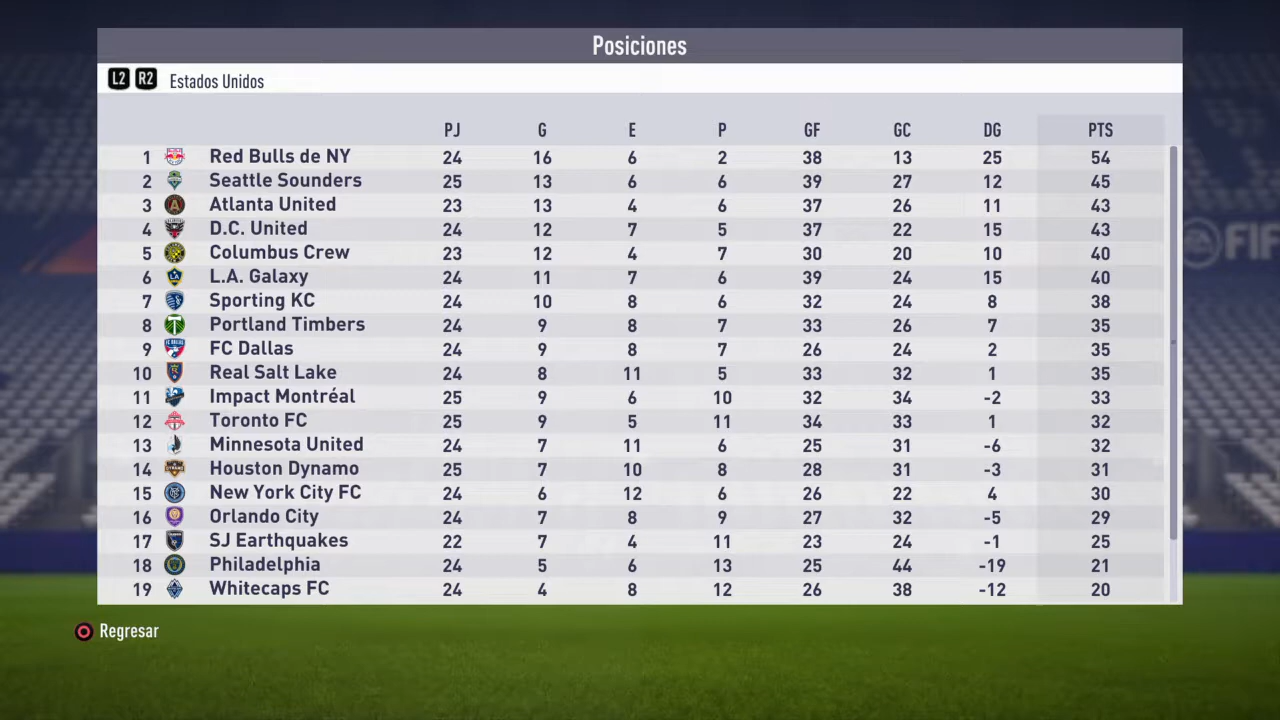 Posiciones
L2 R2 Estados Unidos
PJ G E P GF GC DG PTS
1 Red Bulls de NY 24 16 6 2 38 13 25 54
2 Seattle Sounders 25 13 6 6 39 27 12 45
3 Atlanta United 23 13 4 6 37 26 11 43
4 D.C. United 24 12 7 5 37 22 15 43
5 Columbus Crew 23 12 4 7 30 20 10 40
6 L.A. Galaxy 24 11 7 6 39 24 15 40
7 Sporting KC 24 10 8 6 32 24 8 38
8 Portland Timbers 24 9 8 7 33 26 7 35
9 FC Dallas 24 9 8 7 26 24 2 35
10 Real Salt Lake 24 8 11 5 33 32 1 35
11 Impact Montréal 25 9 6 10 32 34 -2 33
12 Toronto FC 25 9 5 11 34 33 1 32
13 Minnesota United 24 7 11 6 25 31 -6 32
14 Houston Dynamo 25 7 10 8 28 31 -3 31
15 New York City FC 24 6 12 6 26 22 4 30
16 Orlando City 24 7 8 9 27 32 -5 29
17 SJ Earthquakes 22 7 4 11 23 24 -1 25
18 Philadelphia 24 5 6 13 25 44 -19 21
19 Whitecaps FC 24 4 8 12 26 38 -12 20
EA FIF
Regresar